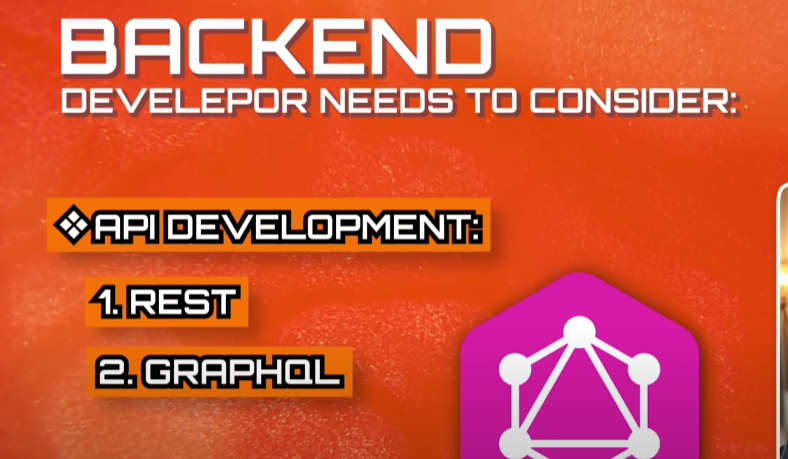 BACKEND
DEVELEPOR NEEDS TO CONSIDER:
❖API DEVELOPMENT:
1. REST
2. GRAPHQL